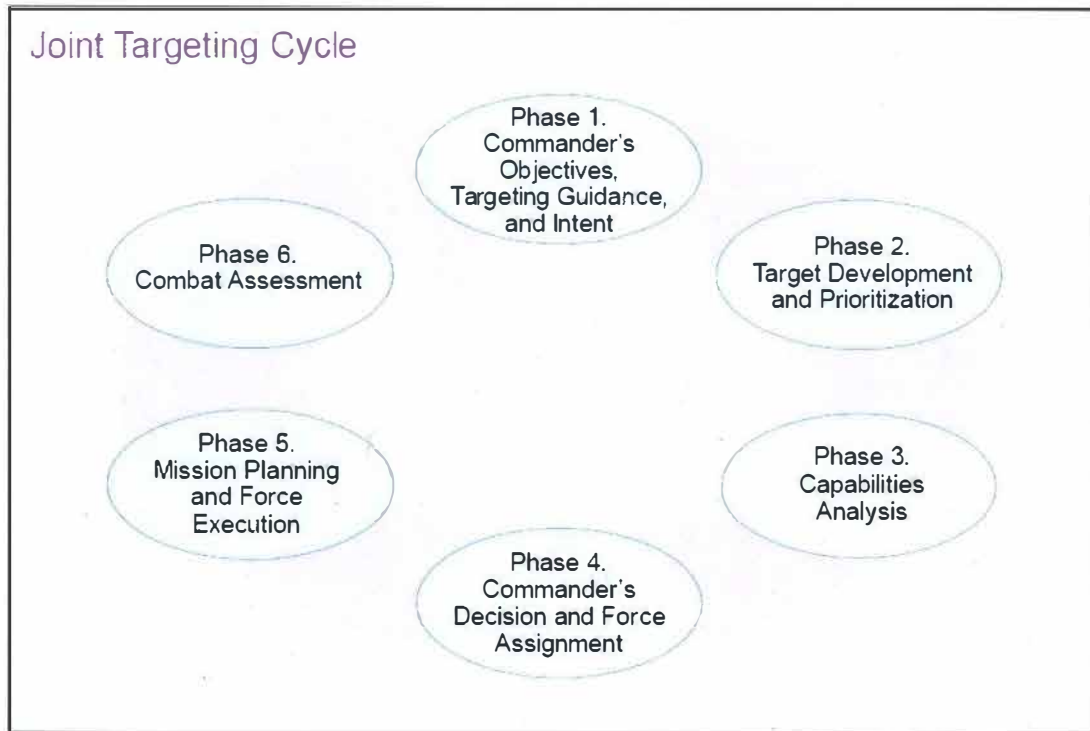 Joint Targeting Cycle
Phase 1.
Commander's
Objectives,
Targeting Guidance,
and Intent
Phase 2.
Target Development
and Prioritization
Phase 3.
Capabilities
Analysis
Phase 4.
Commander's
Decision and Force
Assignment
Phase 5.
Mission Planning
and Force
Execution
Phase 6.
Combat Assessment